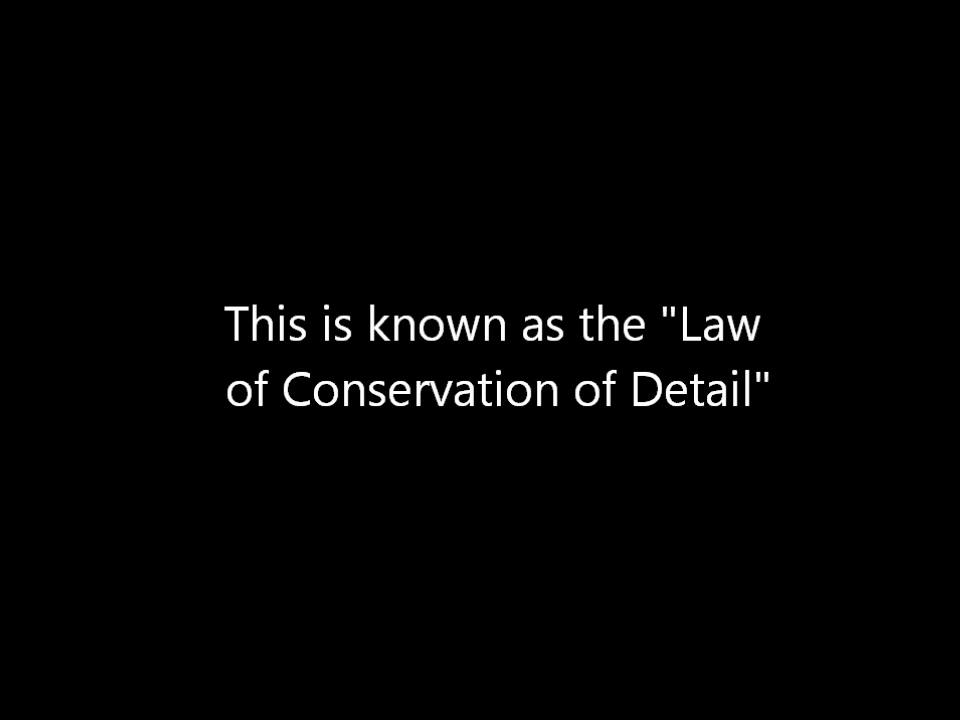 This is known as the "Law
of Conservation of Detail"